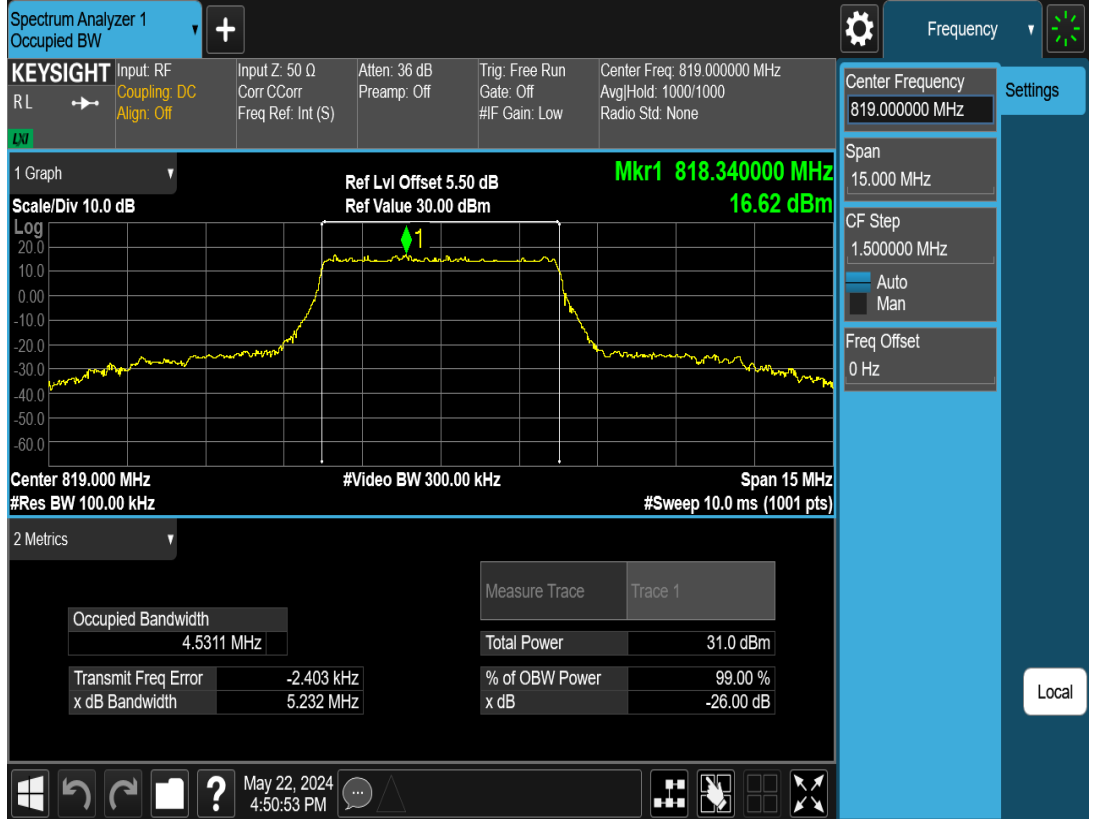 Spectrum Analyzer 1
Occupied BW
Frequency
KEYSIGHT
R L
LXI
Input: RF
Coupling: DC
Align: Off
Input Z: 50 Ω
Corr CCorr
Freq Ref: Int (S)
Atten: 36 dB
Preamp: Off
Trig: Free Run
Gate: Off
#IF Gain: Low
Center Freq: 819.000000 MHz
Avg|Hold: 1000/1000
Radio Std: None
Center Frequency
819.000000 MHz
Settings
Span
15.000 MHz
CF Step
1.500000 MHz
Auto
Man
Freq Offset
0 Hz
Local
1 Graph
Scale/Div 10.0 dB
Ref Lvl Offset 5.50 dB
Ref Value 30.00 dBm
Mkr1 818.340000 MHz
16.62 dBm
Log
1
20.0
10.0
0.00
-10.0
-20.0
-30.0
-40.0
-50.0
-60.0
Center 819.000 MHz
#Res BW 100.00 kHz
#Video BW 300.00 kHz
Span 15 MHz
#Sweep 10.0 ms (1001 pts)
2 Metrics
Measure Trace Trace 1
Occupied Bandwidth
4.5311 MHz
Total Power 31.0 dBm
Transmit Freq Error -2.403 kHz
% of OBW Power 99.00 %
x dB Bandwidth 5.232 MHz
x dB -26.00 dB
May 22, 2024
4:50:53 PM